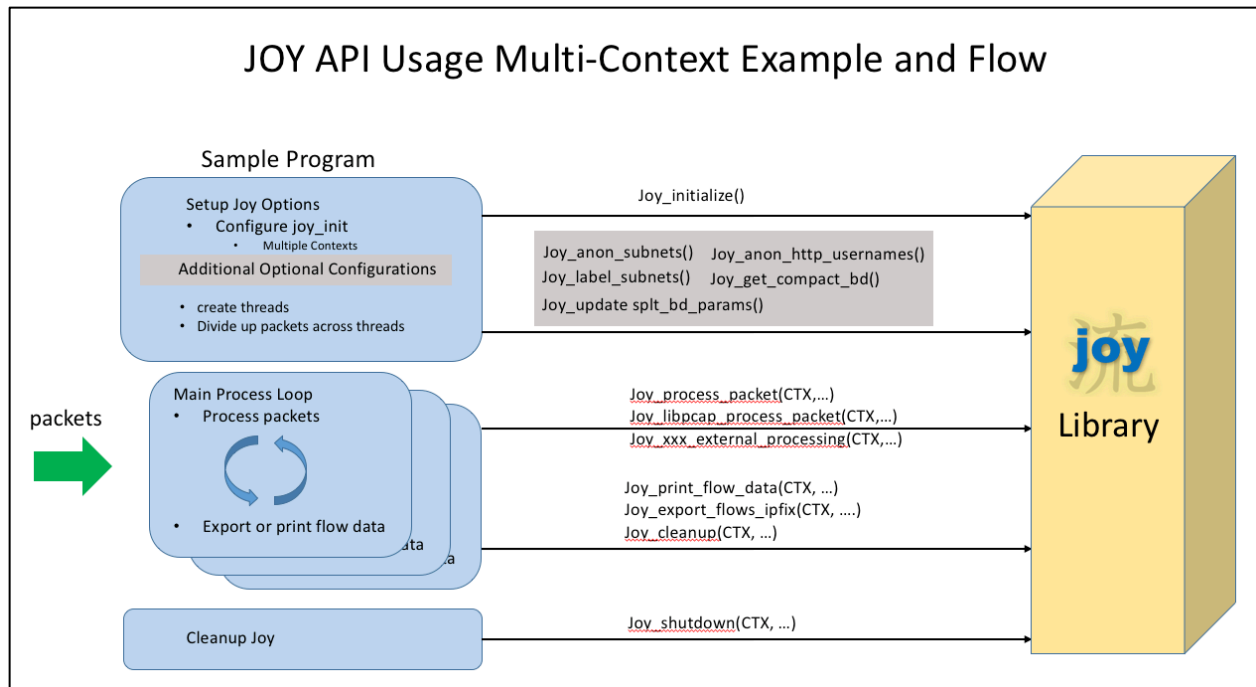 JOY API Usage Multi-Context Example and Flow
Sample Program
Setup Joy Options
• Configure joy_init
• Multiple Contexts
Additional Optional Configurations
• create threads
• Divide up packets across threads
Joy_initialize()
Joy_anon_subnets() Joy_anon_http_usernames()
Joy_label_subnets() Joy_get_compact_bd()
Joy_update splt_bd_params()
packets
Main Process Loop
• Process packets
• Export or print flow data
ata
ta
Joy_process_packet(CTX,...)
Joy_libpcap_process_packet(CTX,...)
Joy_xxx_external_processing(CTX,...)
Joy_print_flow_data(CTX, ...)
Joy_export_flows_ipfix(CTX, ....)
Joy_cleanup(CTX, ...)
Cleanup Joy
Joy_shutdown(CTX, ...)
流
joy
Library